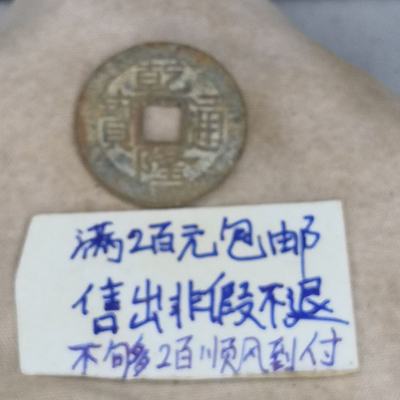 乾隆通寳
满2百元包邮
售出非假不退
不够2百顺风到付